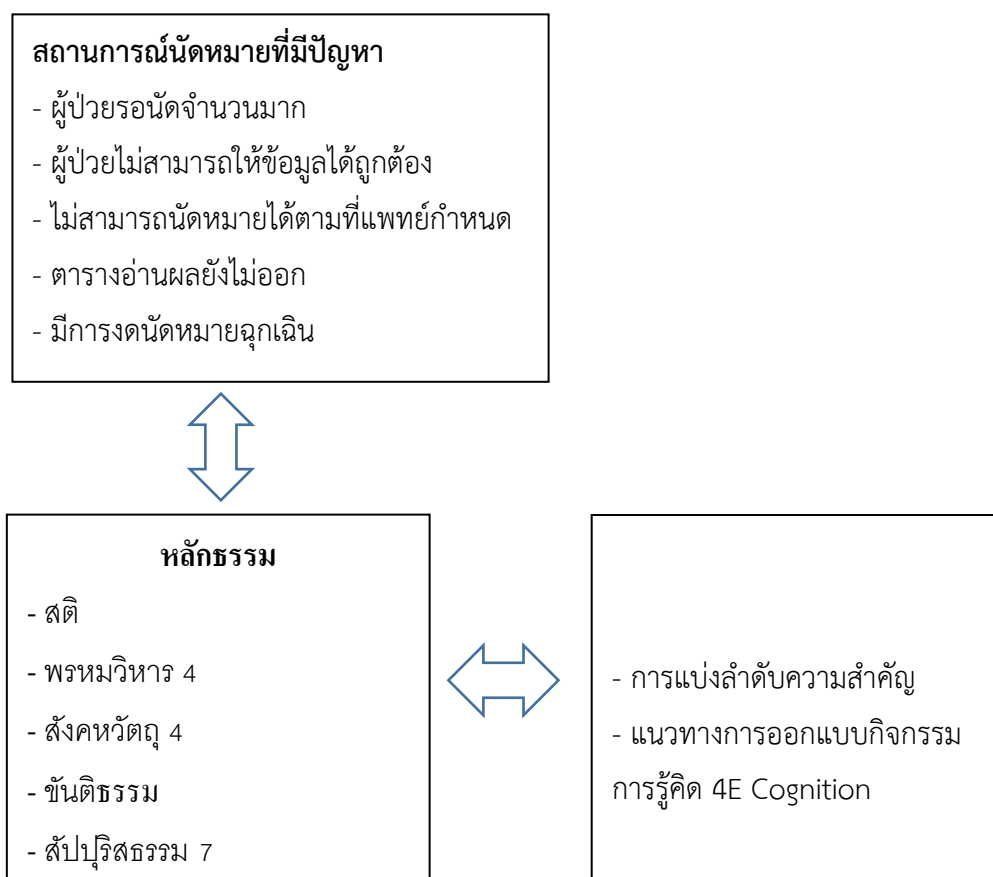 สถานการณ์นัดหมายที่มีปัญหา
- ผู้ป่วยรอนัดจำนวนมาก
- ผู้ป่วยไม่สามารถให้ข้อมูลได้ถูกต้อง
- ไม่สามารถนัดหมายได้ตามที่แพทย์กำหนด
- ตารางอ่านผลยังไม่ออก
- มีการงดนัดหมายฉุกเฉิน
หลักธรรม
- สติ
- พรหมวิหาร 4
- สังคหวัตถุ 4
- ขันติธรรม
- สัปปุริสธรรม 7
- การแบ่งลำดับความสำคัญ
- แนวทางการออกแบบกิจกรรม
การรู้คิด 4E Cognition